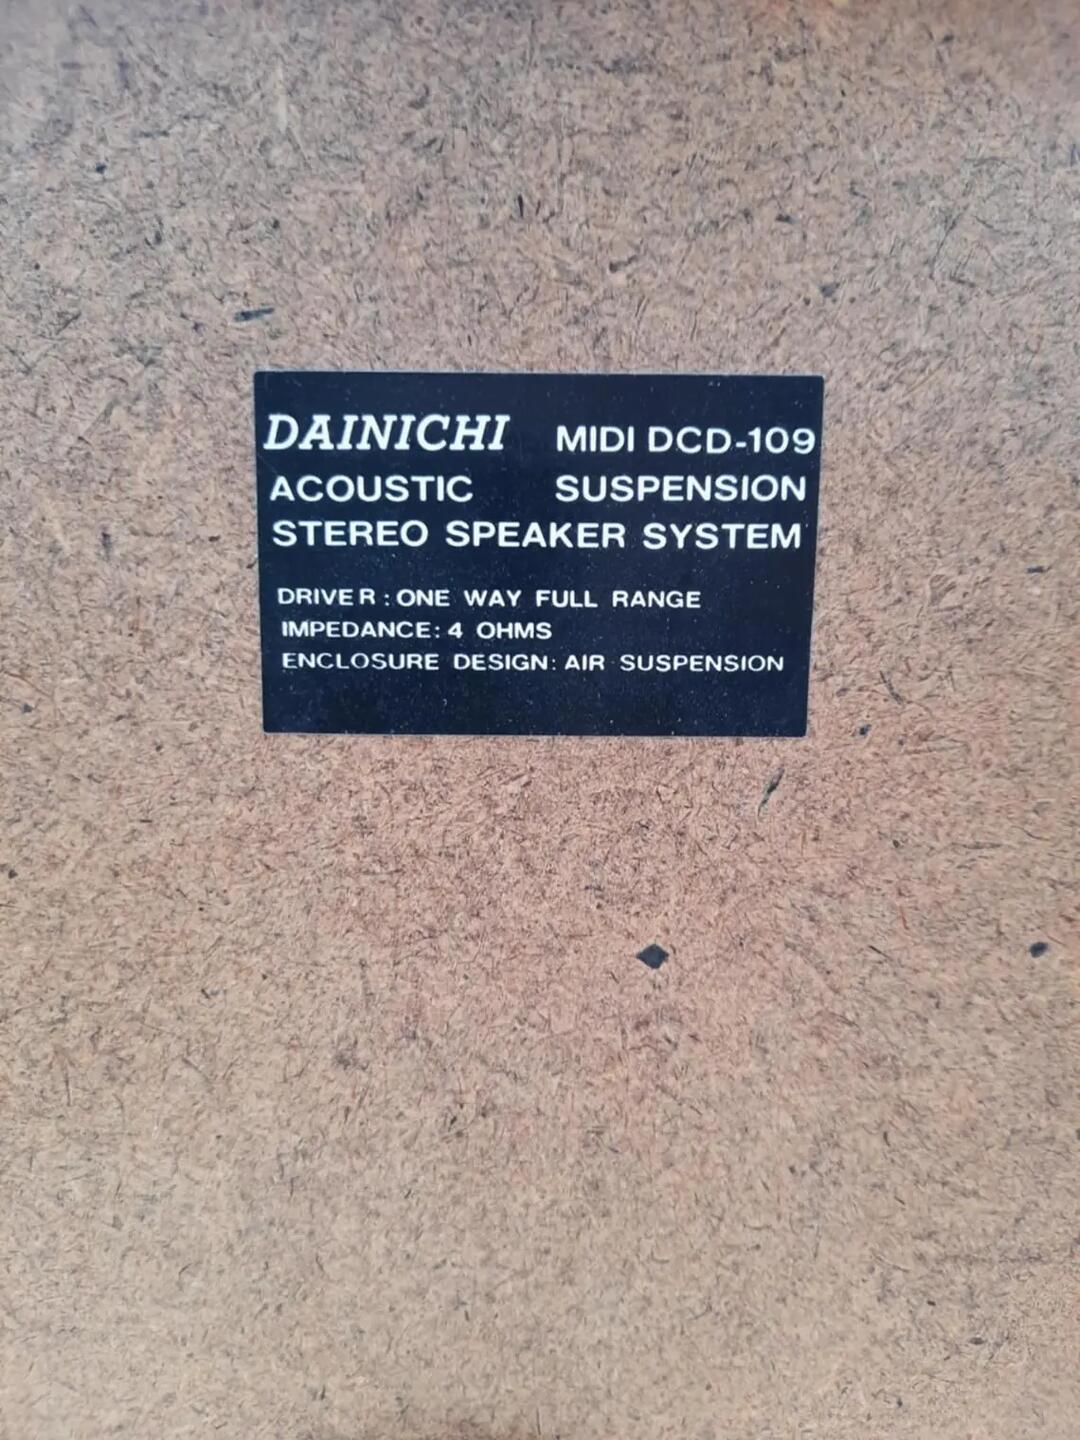 DAINICHI MIDI DCD-109
ACOUSTIC SUSPENSION
STEREO SPEAKER SYSTEM
DRIVER: ONE WAY FULL RANGE
IMPEDANCE: 4 OHMS
ENCLOSURE DESIGN: AIR SUSPENSION